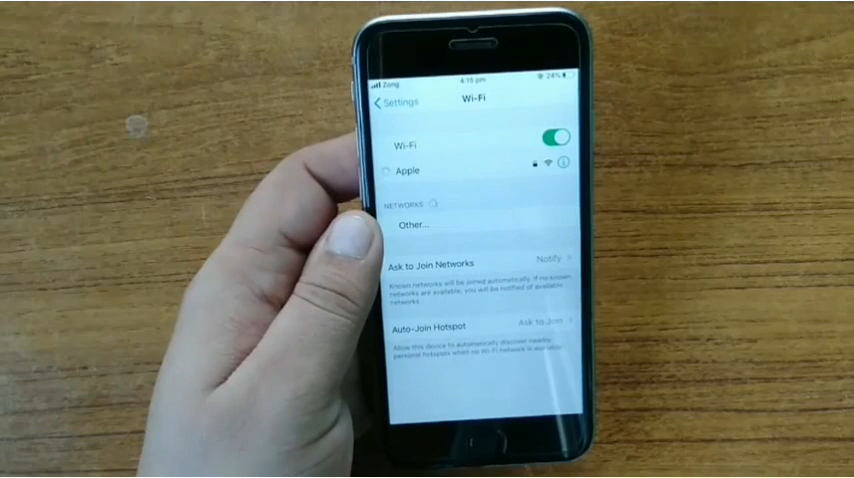 Zong 4:15 pm 24%
Settings Wi-Fi
Wi-Fi
Apple
NETWORKS
Other...
Ask to Join Networks Notify
Known networks will be joined automatically. If no known
networks are available, you will be notified of available
networks.
Auto-Join Hotspot Ask to Join
Allow this device to automatically discover nearby
personal hotspots when no Wi-Fi network is available.